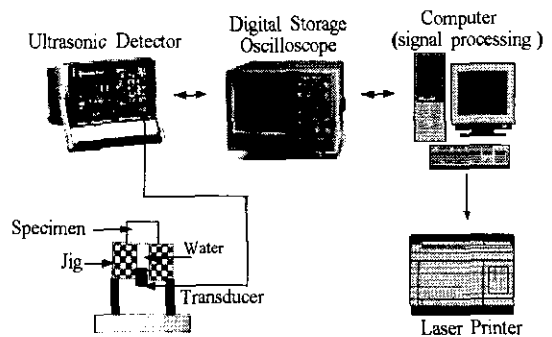 Ultrasonic Detector
Digital Storage
Oscilloscope
Computer
(signal processing)
Specimen
Water
Jig
Transducer
Laser Printer